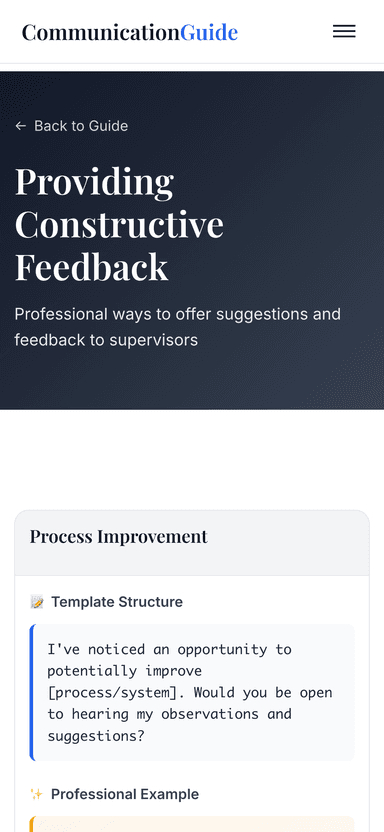 CommunicationGuide
← Back to Guide
Providing
Constructive
Feedback
Professional ways to offer suggestions and
feedback to supervisors
Process Improvement
📝 Template Structure
I've noticed an opportunity to
potentially improve
[process/system]. Would you be open
to hearing my observations and
suggestions?
✨ Professional Example